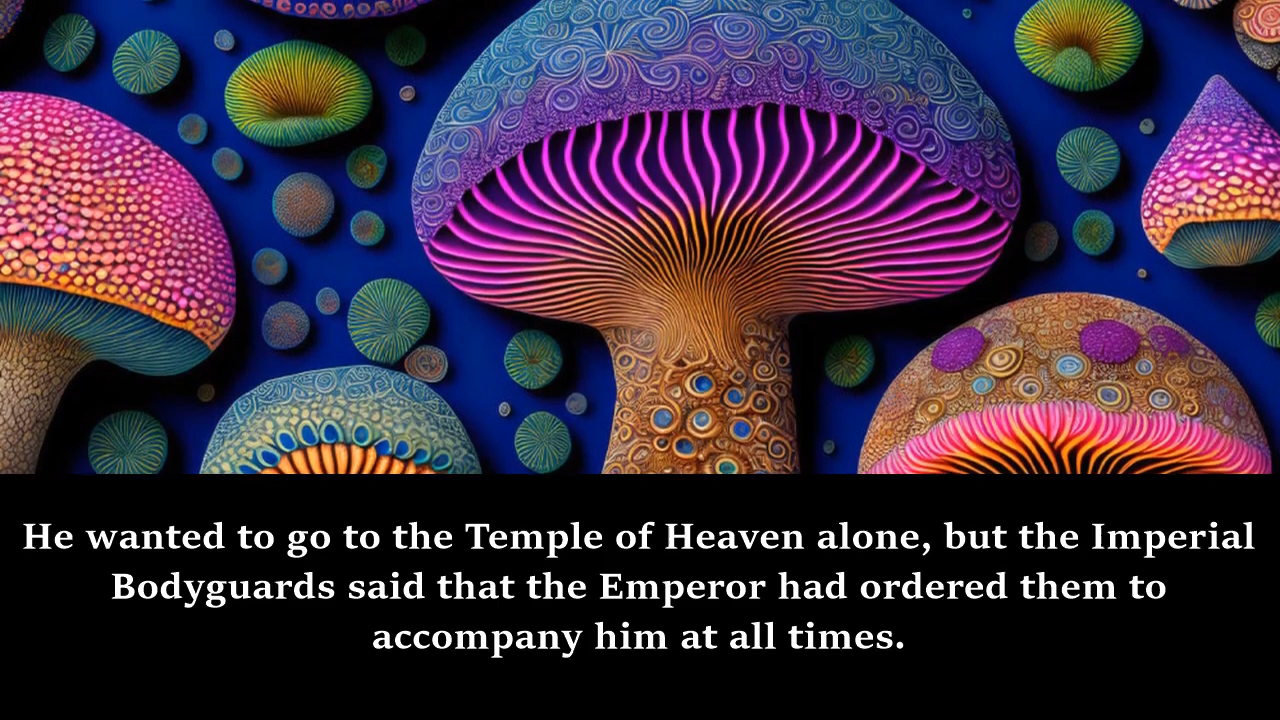 He wanted to go to the Temple of Heaven alone, but the Imperial
Bodyguards said that the Emperor had ordered them to
accompany him at all times.